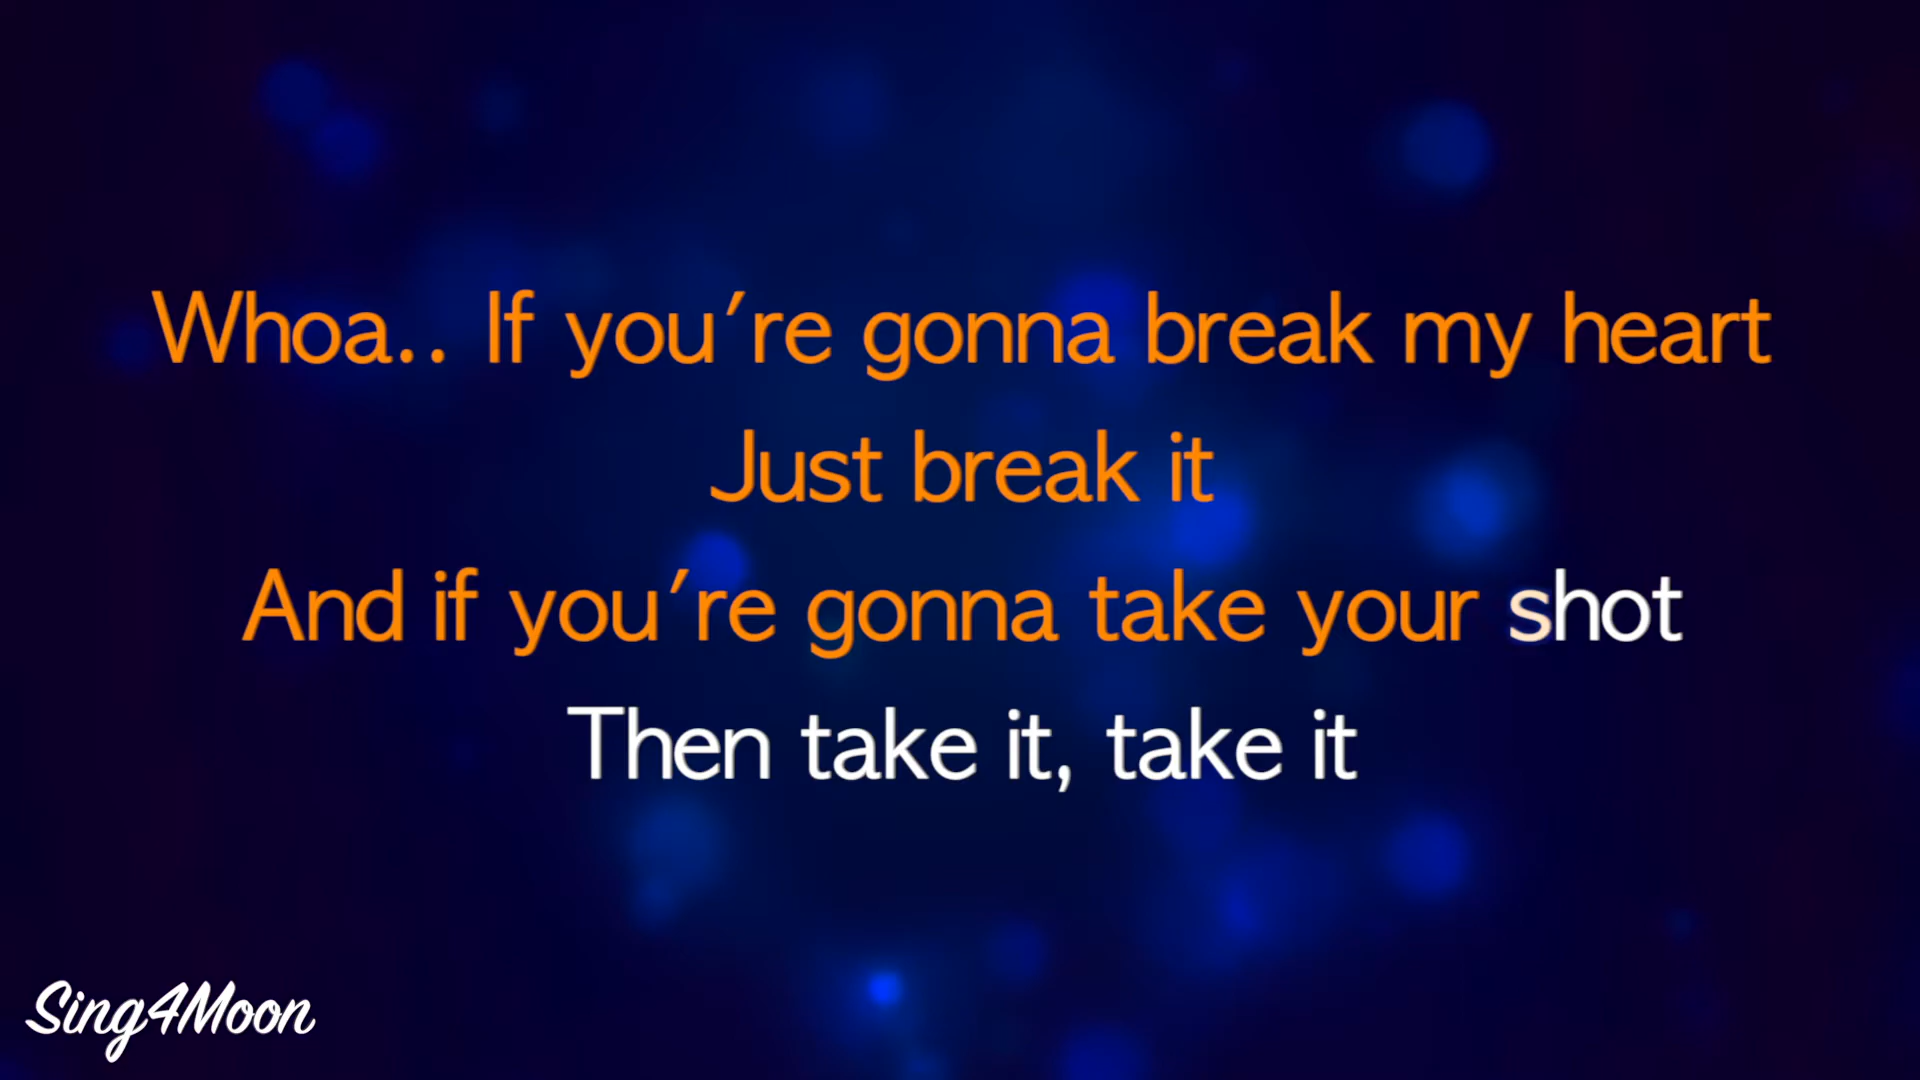 Whoa.. If you're gonna break my heart
Just break it
And if you're gonna take your shot
Then take it, take it
Sing4Moon